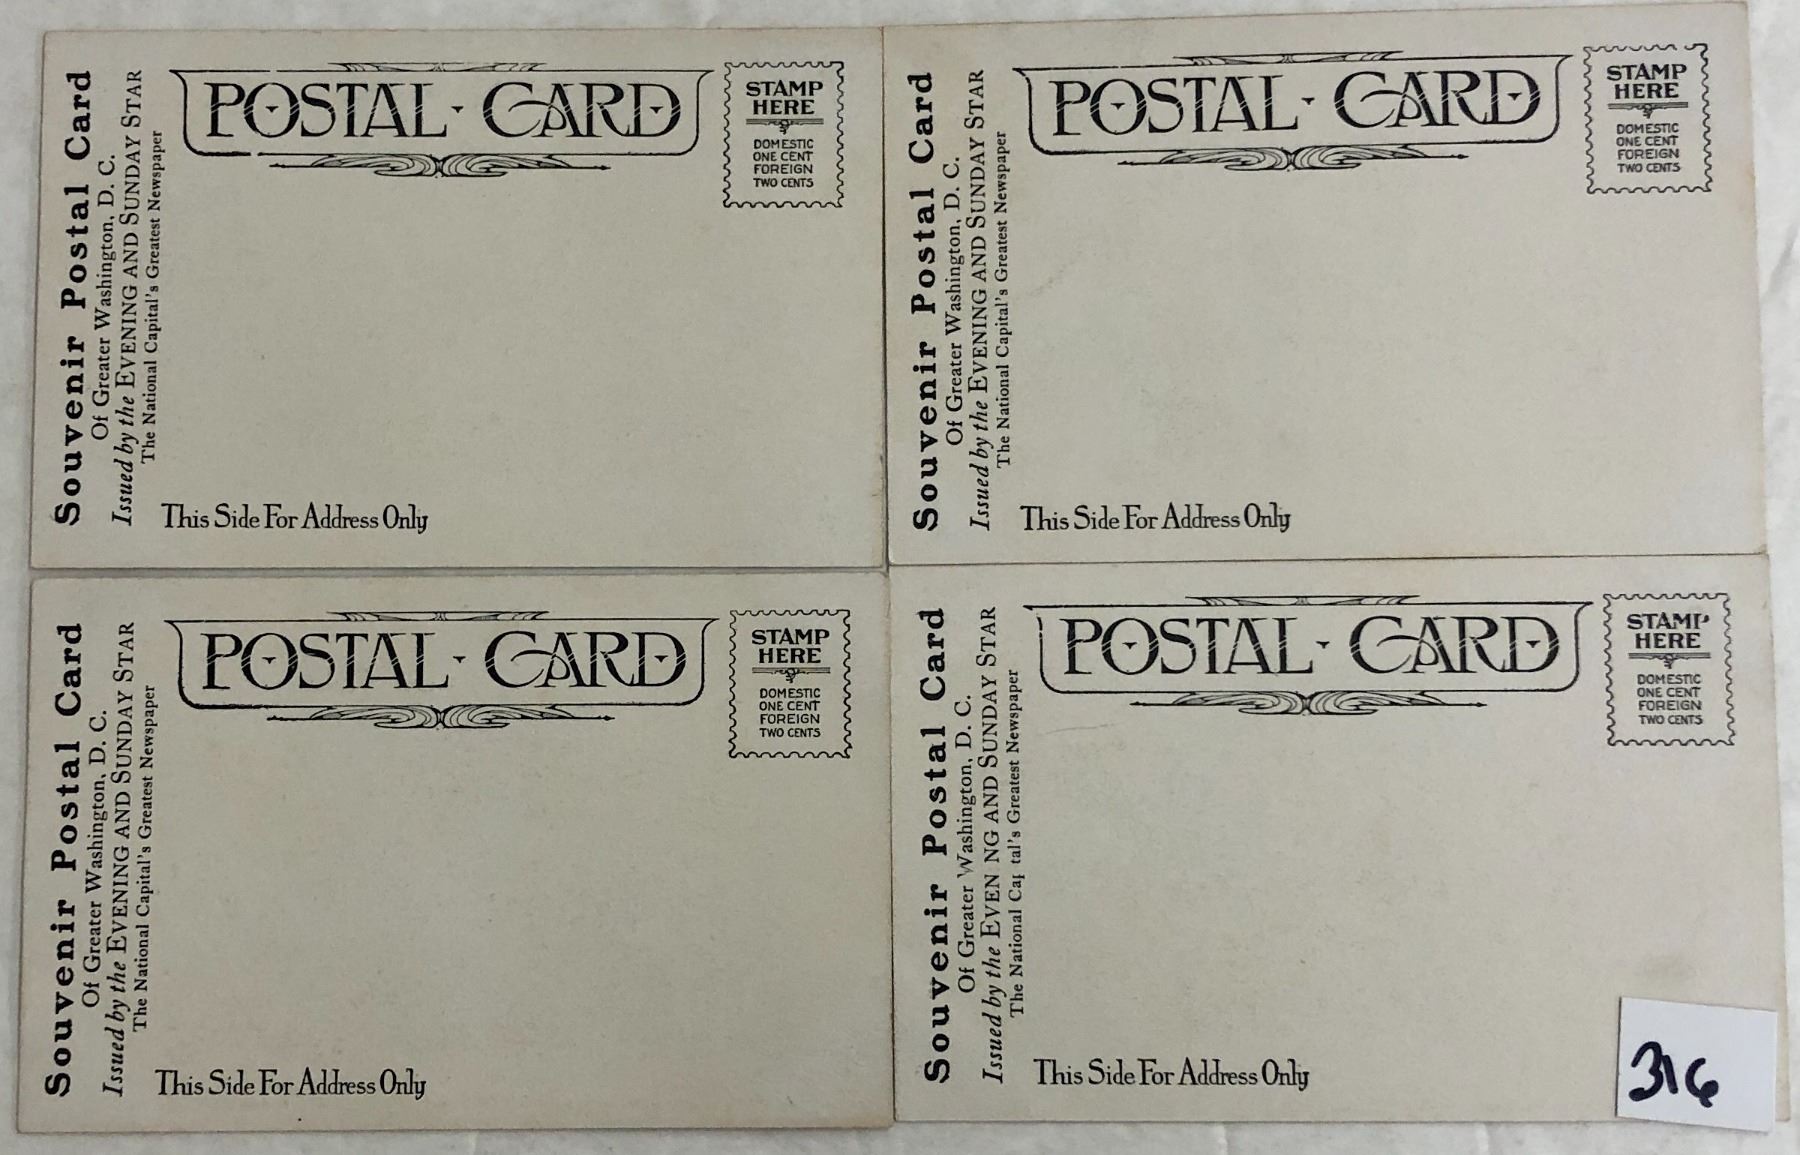 Souvenir Postal Card
Of Greater Washington, D. C.
Issued by the EVENING AND SUNDAY STAR
The National Capital's Greatest Newspaper
POSTAL - CARD
STAMP
HERE
DOMESTIC
ONE CENT
FOREIGN
TWO CENTS
This Side For Address Only
Souvenir Postal Card
Of Greater Washington, D. C.
Issued by the EVENING AND SUNDAY STAR
The National Capital's Greatest Newspaper
POSTAL - CARD
STAMP
HERE
DOMESTIC
ONE CENT
FOREIGN
TWO CENTS
This Side For Address Only
Souvenir Postal Card
Of Greater Washington, D. C.
Issued by the EVENING AND SUNDAY STAR
The National Capital's Greatest Newspaper
POSTAL - CARD
STAMP
HERE
DOMESTIC
ONE CENT
FOREIGN
TWO CENTS
This Side For Address Only
Souvenir Postal Card
Of Greater Washington, D. C.
Issued by the EVEN NG AND SUNDAY STAR
The National Cap tal's Greatest Newspaper
POSTAL - CARD
STAMP
HERE
DOMESTIC
ONE CENT
FOREIGN
TWO CENTS
This Side For Address Only
316